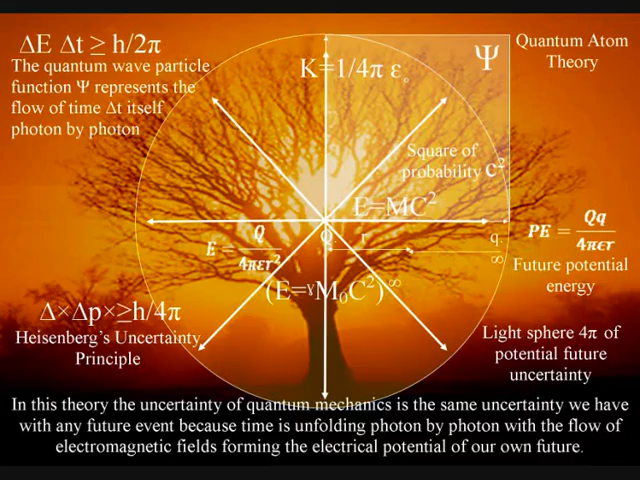 ΔE Δt ≥ h/2π
The quantum wave particle
function Ψ represents the
flow of time Δt itself
photon by photon
K=1/4π ε₀
Ψ
Quantum Atom
Theory
Square of
probability c²
E=MC²
E = Q/4πεr²
Q
r
q.
∞
PE = Qq/4πεr
Future potential
energy
(E=γM₀C²)∞
Δ×Δp×≥h/4π
Heisenberg's Uncertainty
Principle
Light sphere 4π of
potential future
uncertainty
In this theory the uncertainty of quantum mechanics is the same uncertainty we have
with any future event because time is unfolding photon by photon with the flow of
electromagnetic fields forming the electrical potential of our own future.